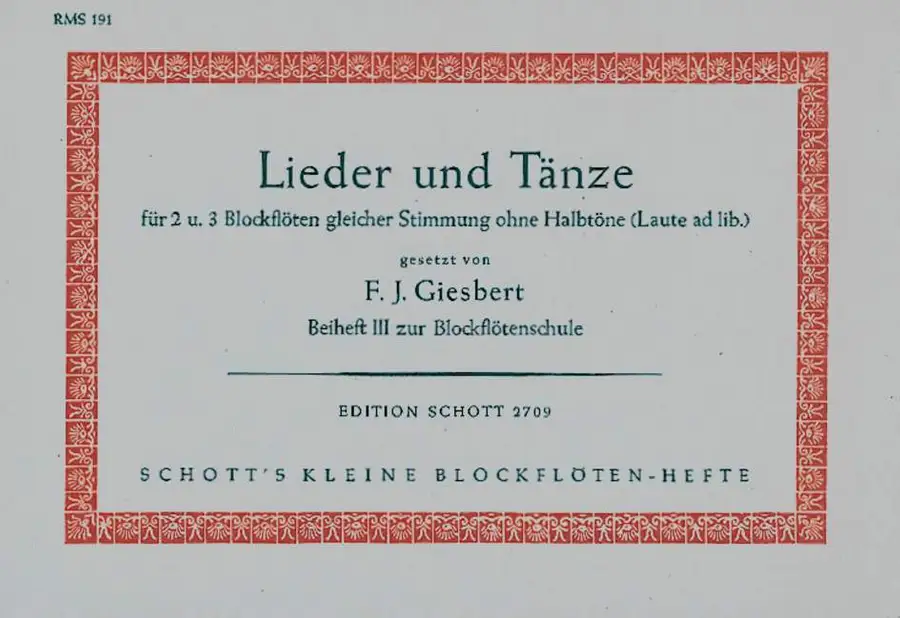 RMS 191
Lieder und Tänze
für 2 u. 3 Blockflöten gleicher Stimmung ohne Halbtöne (Laute ad lib.)
gesetzt von
F. J. Giesbert
Beiheft III zur Blockflötenschule
EDITION SCHOTT 2709
SCHOTT'S KLEINE BLOCKFLÖTEN-HEFTE